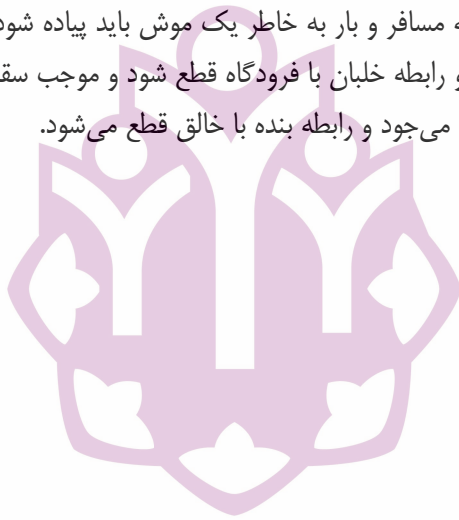 ه مسافر و بار به خاطر یک موش باید پیاده شود
و رابطه خلبان با فرودگاه قطع شود و موجب سق
می‌جود و رابطه بنده با خالق قطع می‌شود.